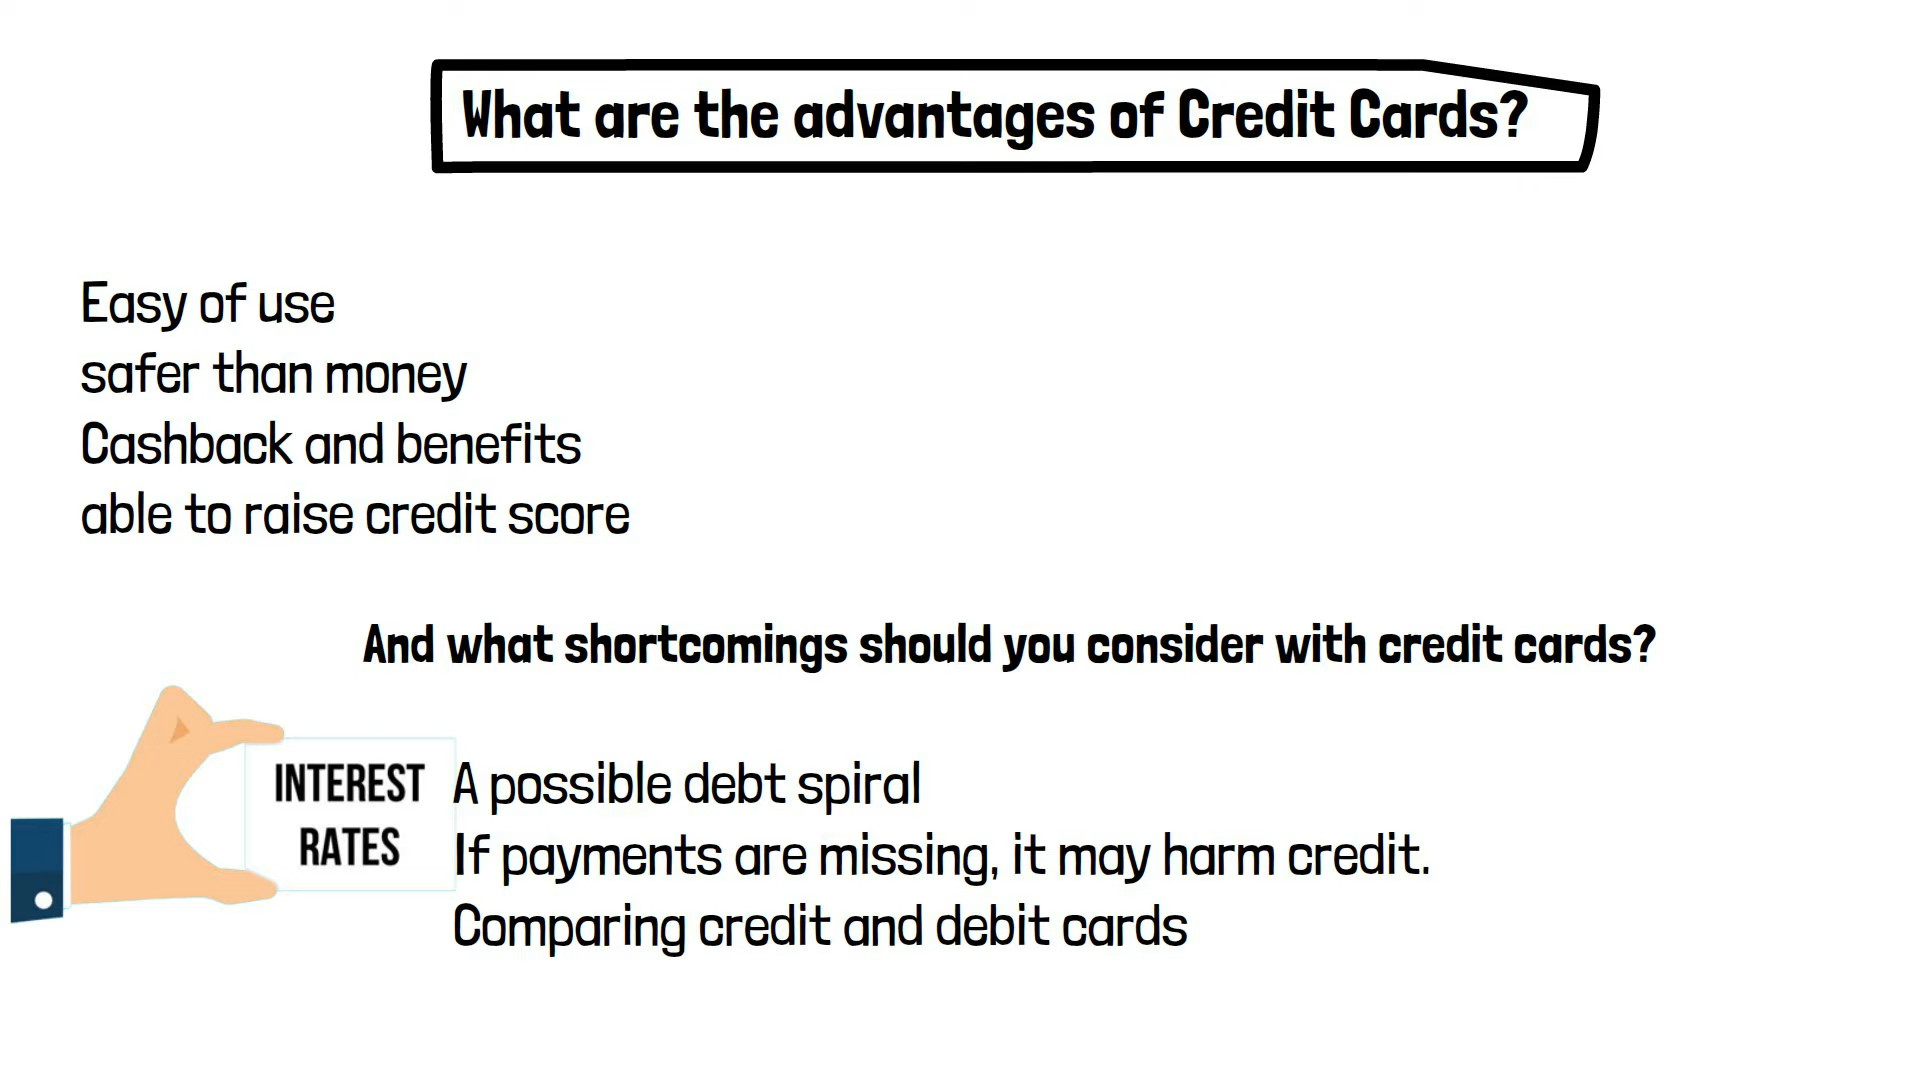 What are the advantages of Credit Cards?
Easy of use
safer than money
Cashback and benefits
able to raise credit score
And what shortcomings should you consider with credit cards?
INTEREST
RATES
A possible debt spiral
If payments are missing, it may harm credit.
Comparing credit and debit cards